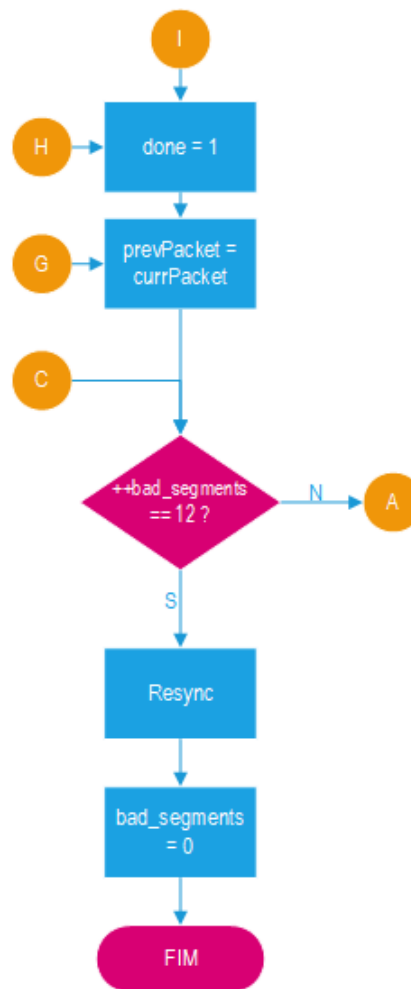 I
H
done = 1
G
prevPacket =
currPacket
C
++bad_segments
== 12 ?
N
A
S
Resync
bad_segments
= 0
FIM